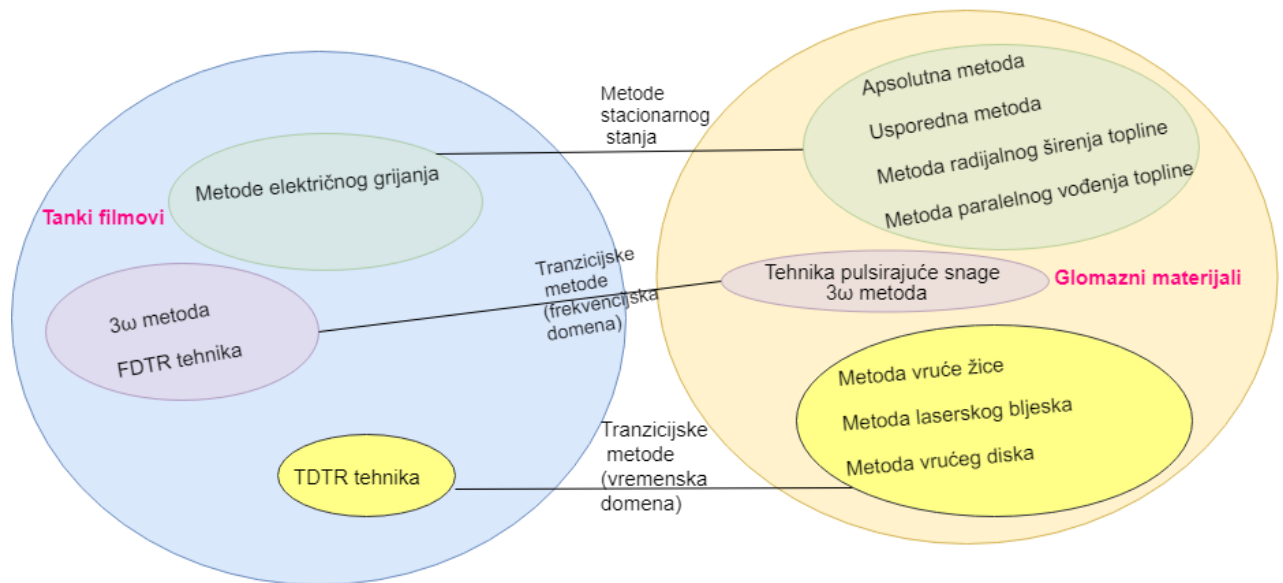 Metode
stacionarnog
stanja
Apsolutna metoda
Usporedna metoda
Metoda radijalnog širenja topline
Metoda paralelnog vođenja topline
Metode električnog grijanja
Tanki filmovi
Tranzicijske
metode
(frekvencijska
domena)
Tehnika pulsirajuće snage
3ω metoda
Glomazni materijali
3ω metoda
FDTR tehnika
Metoda vruće žice
Metoda laserskog bljeska
Metoda vrućeg diska
Tranzicijske
metode
(vremenska
domena)
TDTR tehnika